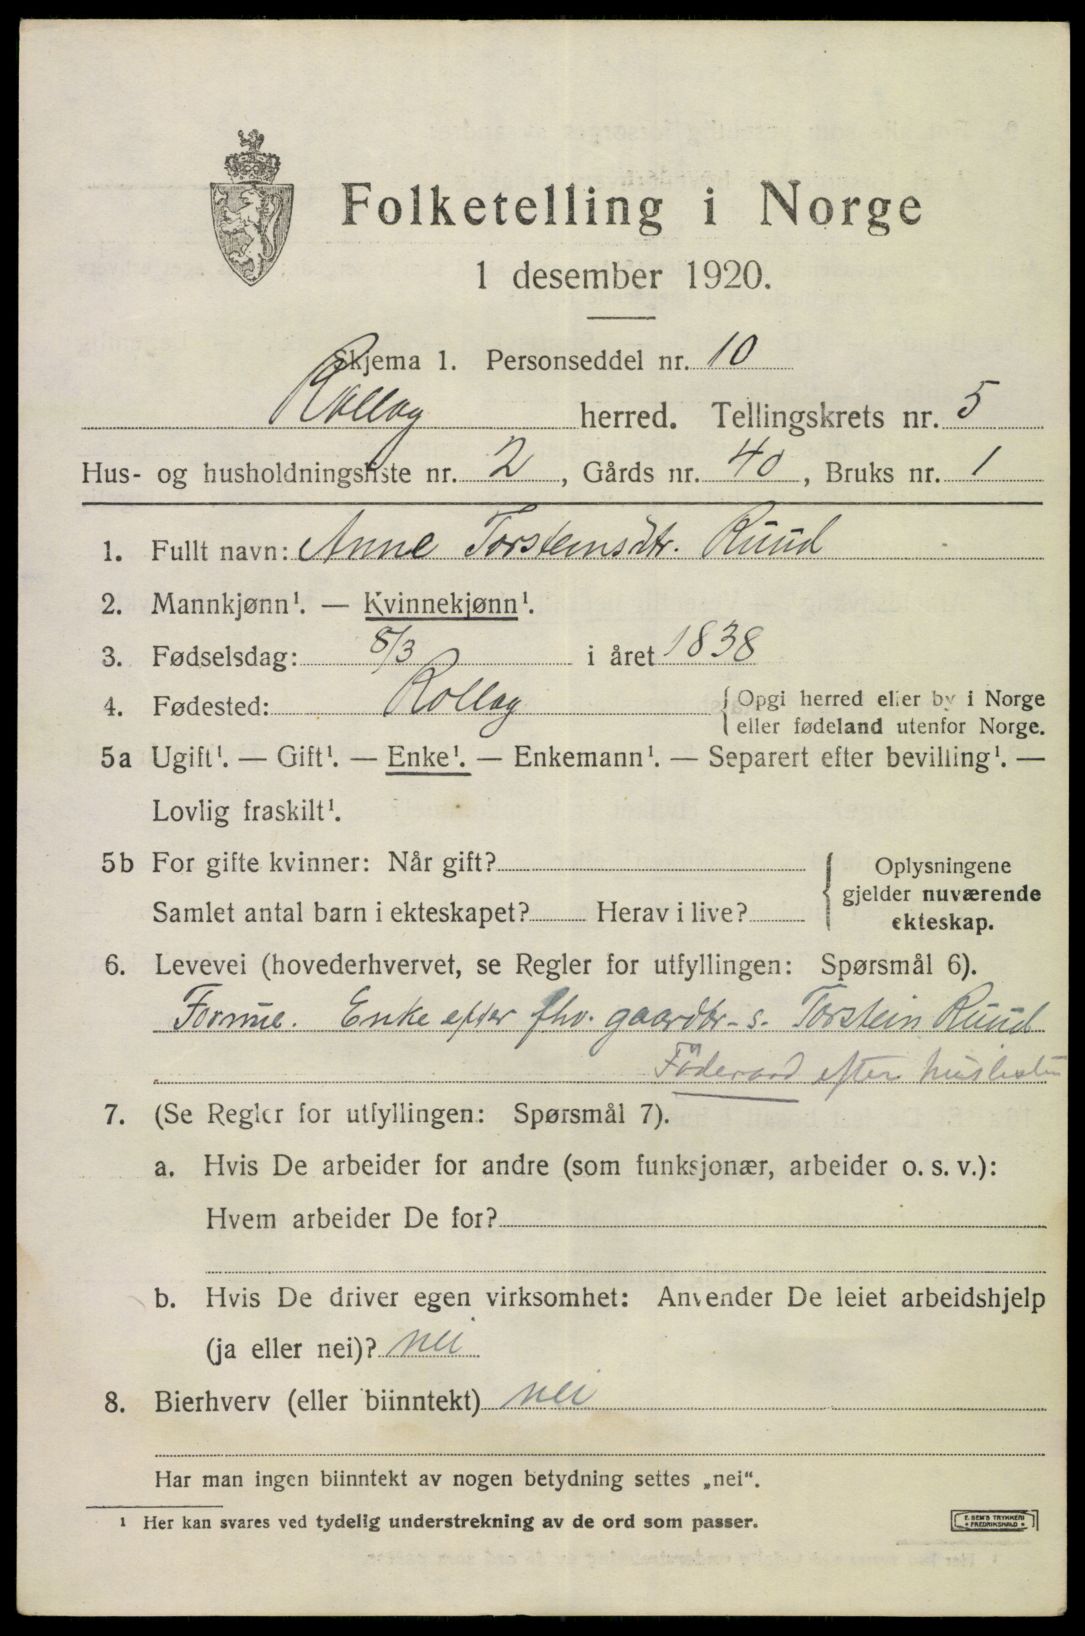 Folketelling i Norge
1 desember 1920.
Skjema 1. Personseddel nr. 10
Rollag herred. Tellingskrets nr. 5
Hus- og husholdningsliste nr. 2, Gårds nr. 40, Bruks nr. 1
1. Fullt navn: Anne Torsteinsdtr. Ruud
2. Mannkjønn¹. — Kvinnekjønn¹.
3. Fødselsdag: 8/3 i året 1838
4. Fødested: Rollag { Opgi herred eller by i Norge
eller fødeland utenfor Norge.
5a Ugift¹. — Gift¹. — Enke¹. — Enkemann¹. — Separert efter bevilling¹. —
Lovlig fraskilt¹.
5b For gifte kvinner: Når gift?
Samlet antal barn i ekteskapet? Herav i live?
{ Oplysningene
gjelder nuværende
ekteskap.
6. Levevei (hovederhvervet, se Regler for utfyllingen: Spørsmål 6).
Formue. Enke efter fhv. gaardbr-s. Torstein Ruud
Föderaad efter huslisten
7. (Se Regler for utfyllingen: Spørsmål 7).
a. Hvis De arbeider for andre (som funksjonær, arbeider o. s. v.):
Hvem arbeider De for?
b. Hvis De driver egen virksomhet: Anvender De leiet arbeidshjelp
(ja eller nei)? nei
8. Bierhverv (eller biinntekt) nei
Har man ingen biinntekt av nogen betydning settes „nei“.
¹ Her kan svares ved tydelig understrekning av de ord som passer.
E. SEM'S TRYKKERI
• FREDRIKSHALD •